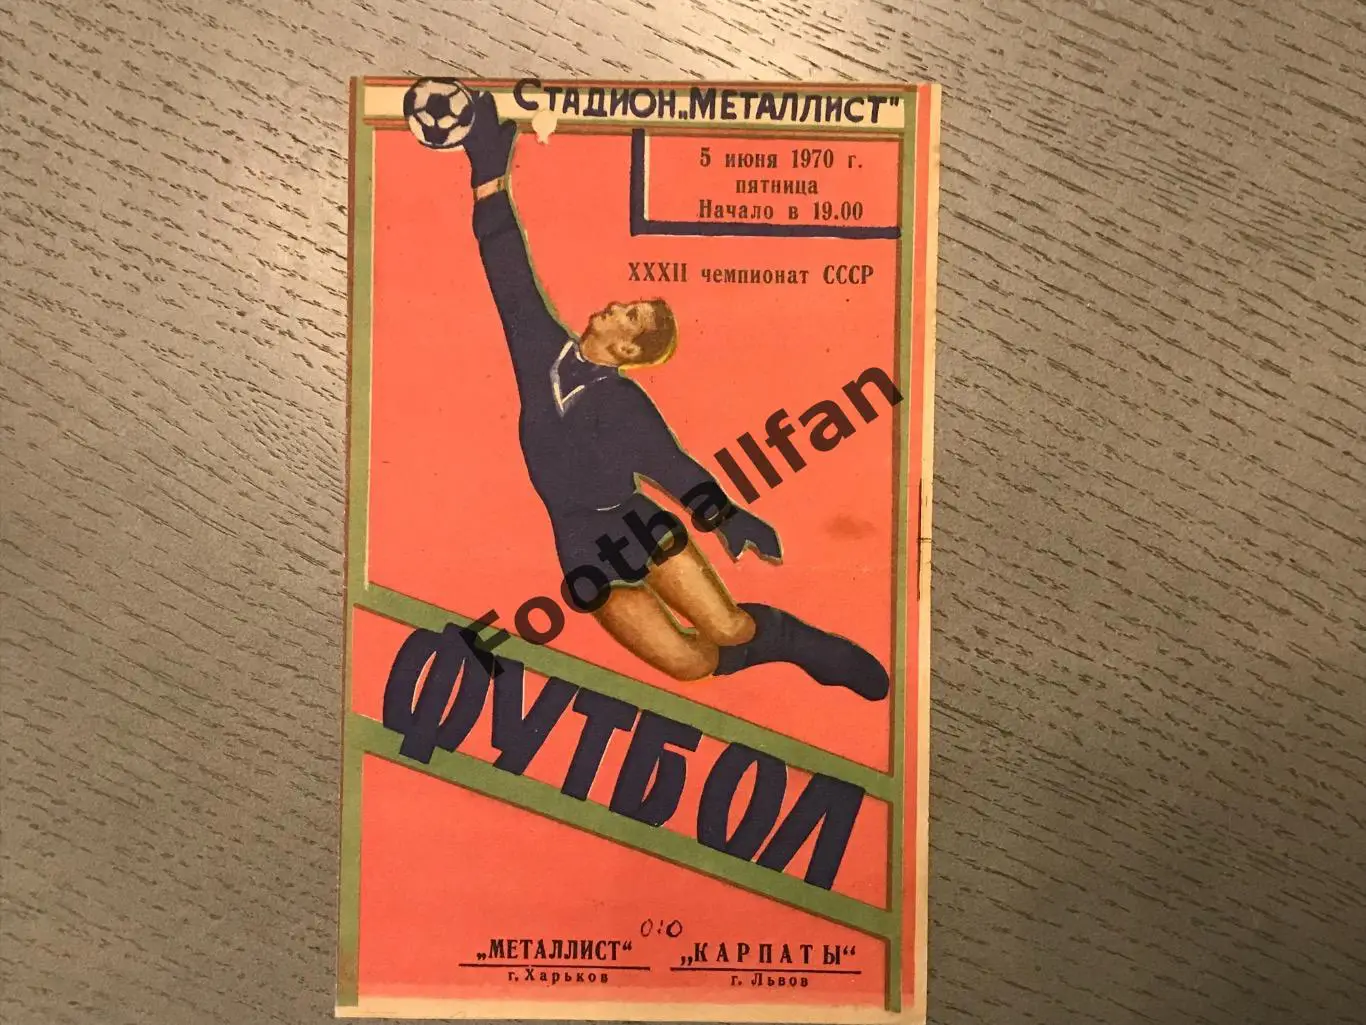 Стадион „Металлист"
5 июня 1970 г.
пятница
Начало в 19.00
XXXII чемпионат СССР
Footballfan
ФУТБОЛ
0:0
„МЕТАЛЛИСТ“ „КАРПАТЫ“
г. Харьков г. Львов